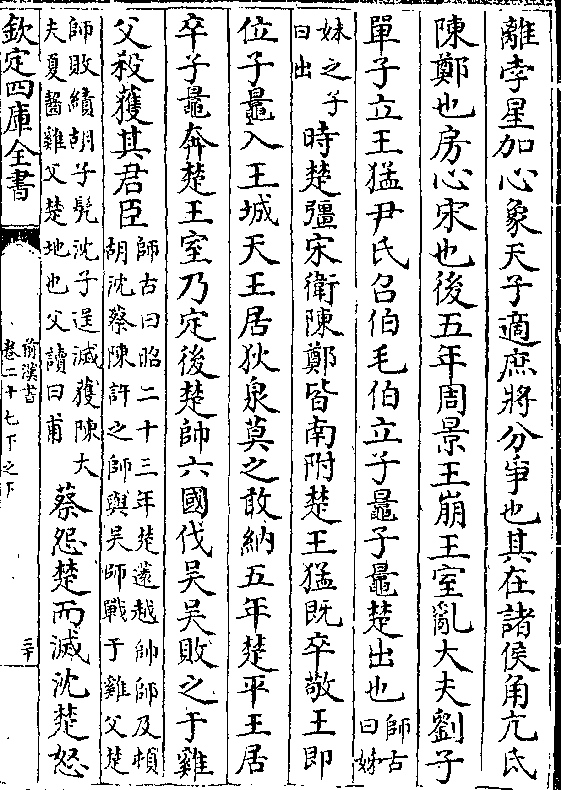 離孛星加心象天子適庶將分爭也其在諸侯角亢氐
陳鄭也房心宋也後五年周景王崩王室亂大夫劉子
單子立王猛尹氏召伯毛伯立子鼂子鼂楚出也師古曰姊
妹之子曰出時楚彊宋衛陳鄭皆南附楚王猛既卒敬王即
位子鼂入王城天王居狄泉莫之敢納五年楚平王居
卒子鼂奔楚王室乃定後楚帥六國伐吳吳敗之于雞
父殺獲其君臣師古曰昭二十三年楚薳越帥師及頓胡沈蔡陳許之師與吳師戰于雞父楚
師敗績胡子髠沈子逞滅獲陳大夫夏齧雞父楚地也父讀曰甫蔡怨楚而滅沈楚怒
欽定四庫全書
前漢書
卷二十七下之下
二十